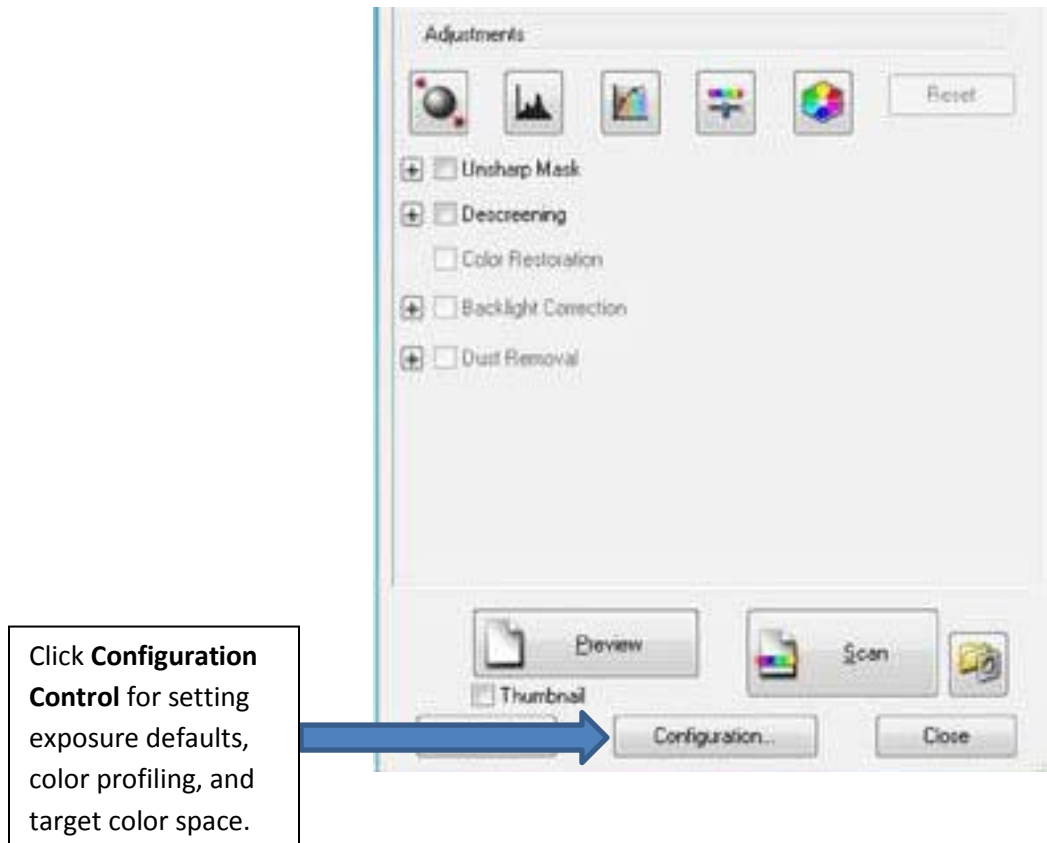 Adjustments
Reset
Unsharp Mask
Descreening
Color Restoration
Backlight Correction
Dust Removal
Preview
Scan
Thumbnail
Configuration...
Close
Click Configuration
Control for setting
exposure defaults,
color profiling, and
target color space.